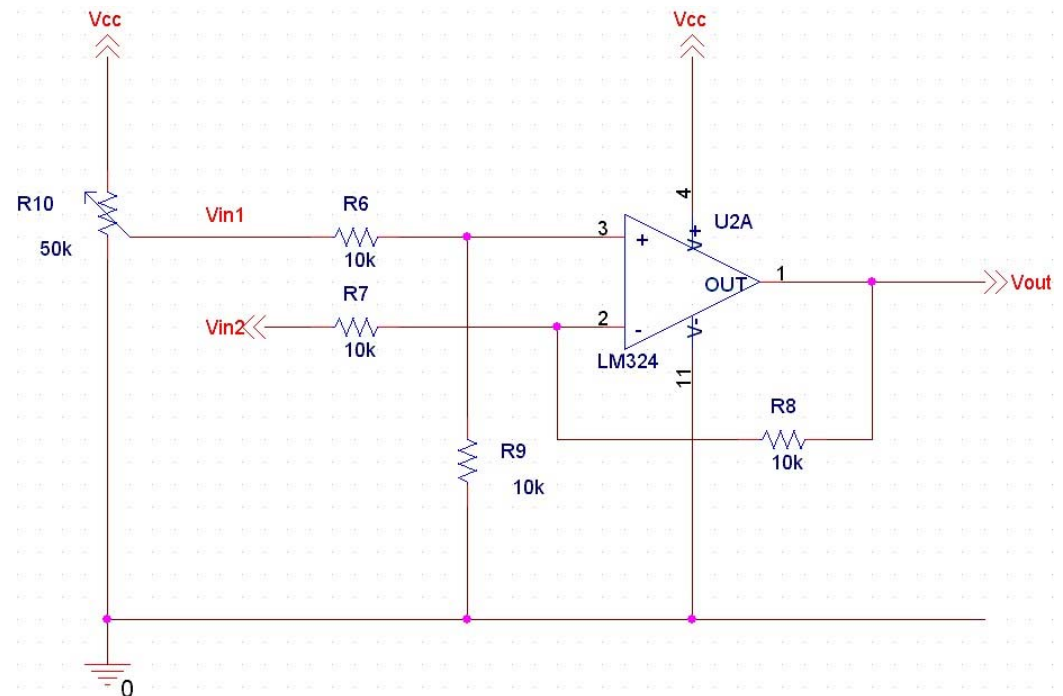 Vcc
Vcc
R10
50k
Vin1
R6
10k
3
+
4
V+
U2A
OUT
1
Vout
R7
Vin2
10k
2
-
V-
LM324
11
R8
10k
R9
10k
0